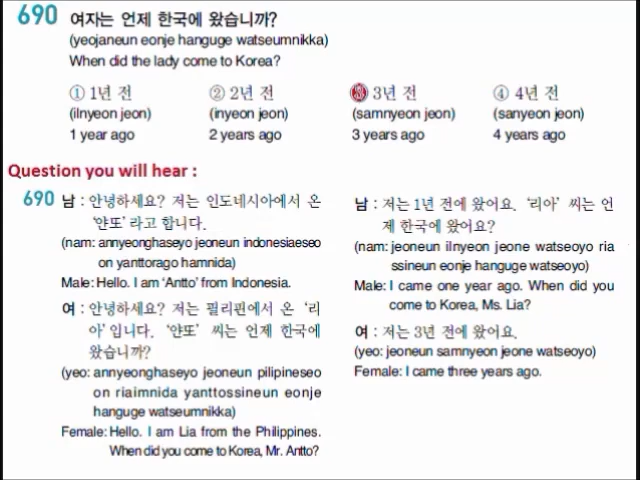 690 여자는 언제 한국에 왔습니까?
(yeojaneun eonje hanguge watseumnikka)
When did the lady come to Korea?
① 1년 전
(ilnyeon jeon)
1 year ago
② 2년 전
(inyeon jeon)
2 years ago
③ 3년 전
(samnyeon jeon)
3 years ago
④ 4년 전
(sanyeon jeon)
4 years ago
Question you will hear :
690 남 : 안녕하세요? 저는 인도네시아에서 온
‘얀또’ 라고 합니다.
(nam: annyeonghaseyo jeoneun indonesiaeseo
on yanttorago hamnida)
Male: Hello. I am ‘Antto’ from Indonesia.
여 : 안녕하세요? 저는 필리핀에서 온 ‘리
아’ 입니다. ‘얀또’ 씨는 언제 한국에
왔습니까?
(yeo: annyeonghaseyo jeoneun pilipineseo
on riaimnida yanttossineun eonje
hanguge watseumnikka)
Female: Hello. I am Lia from the Philippines.
When did you come to Korea, Mr. Antto?
남 : 저는 1년 전에 왔어요. ‘리아’ 씨는 언
제 한국에 왔어요?
(nam: jeoneun ilnyeon jeone watseoyo ria
ssineun eonje hanguge watseoyo)
Male: I came one year ago. When did you
come to Korea, Ms. Lia?
여 : 저는 3년 전에 왔어요.
(yeo: jeoneun samnyeon jeone watseoyo)
Female: I came three years ago.